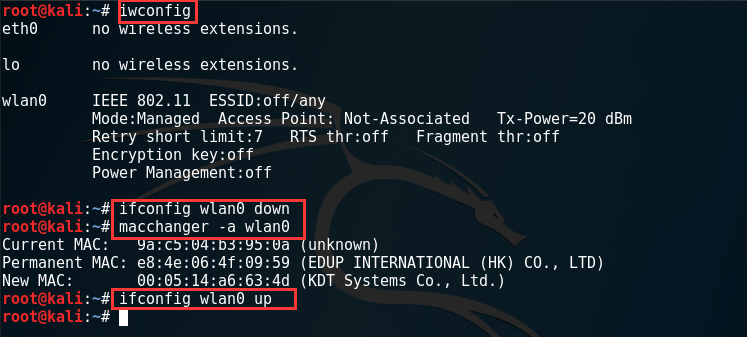 root@kali:~# iwconfig
eth0      no wireless extensions.
lo        no wireless extensions.
wlan0     IEEE 802.11  ESSID:off/any
          Mode:Managed  Access Point: Not-Associated   Tx-Power=20 dBm
          Retry short limit:7   RTS thr:off   Fragment thr:off
          Encryption key:off
          Power Management:off
root@kali:~# ifconfig wlan0 down
root@kali:~# macchanger -a wlan0
Current MAC:   9a:c5:04:b3:95:0a (unknown)
Permanent MAC: e8:4e:06:4f:09:59 (EDUP INTERNATIONAL (HK) CO., LTD)
New MAC:       00:05:14:a6:63:4d (KDT Systems Co., Ltd.)
root@kali:~# ifconfig wlan0 up
root@kali:~#